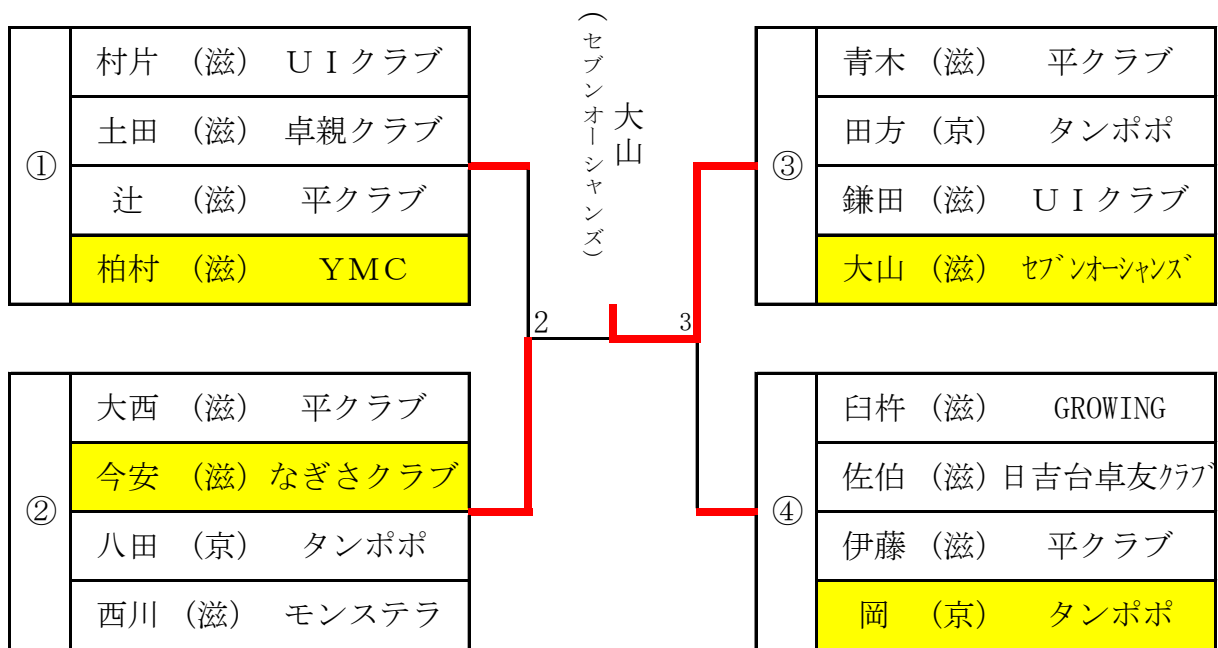 ①
村片 （滋） ＵＩクラブ
土田 （滋） 卓親クラブ
辻 （滋） 平クラブ
柏村 （滋） ＹＭＣ
②
大西 （滋） 平クラブ
今安 （滋） なぎさクラブ
八田 （京） タンポポ
西川 （滋） モンステラ
大山
（セブンオーシャンズ）
2
3
③
青木 （滋） 平クラブ
田方 （京） タンポポ
鎌田 （滋） ＵＩクラブ
大山 （滋） ｾﾌﾞﾝｵｰｼｬﾝｽﾞ
④
臼杵 （滋） GROWING
佐伯 （滋） 日吉台卓友ｸﾗﾌﾞ
伊藤 （滋） 平クラブ
岡 （京） タンポポ